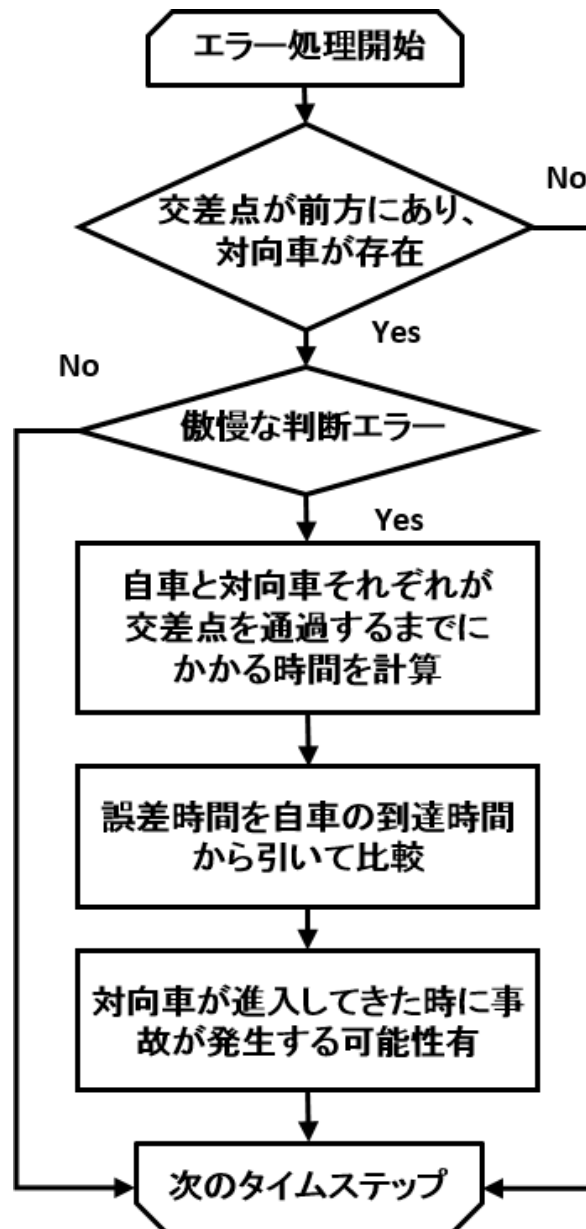 エラー処理開始
交差点が前方にあり、
対向車が存在
No
Yes
No
傲慢な判断エラー
Yes
自車と対向車それぞれが
交差点を通過するまでに
かかる時間を計算
誤差時間を自車の到達時間
から引いて比較
対向車が進入してきた時に事
故が発生する可能性有
次のタイムステップ